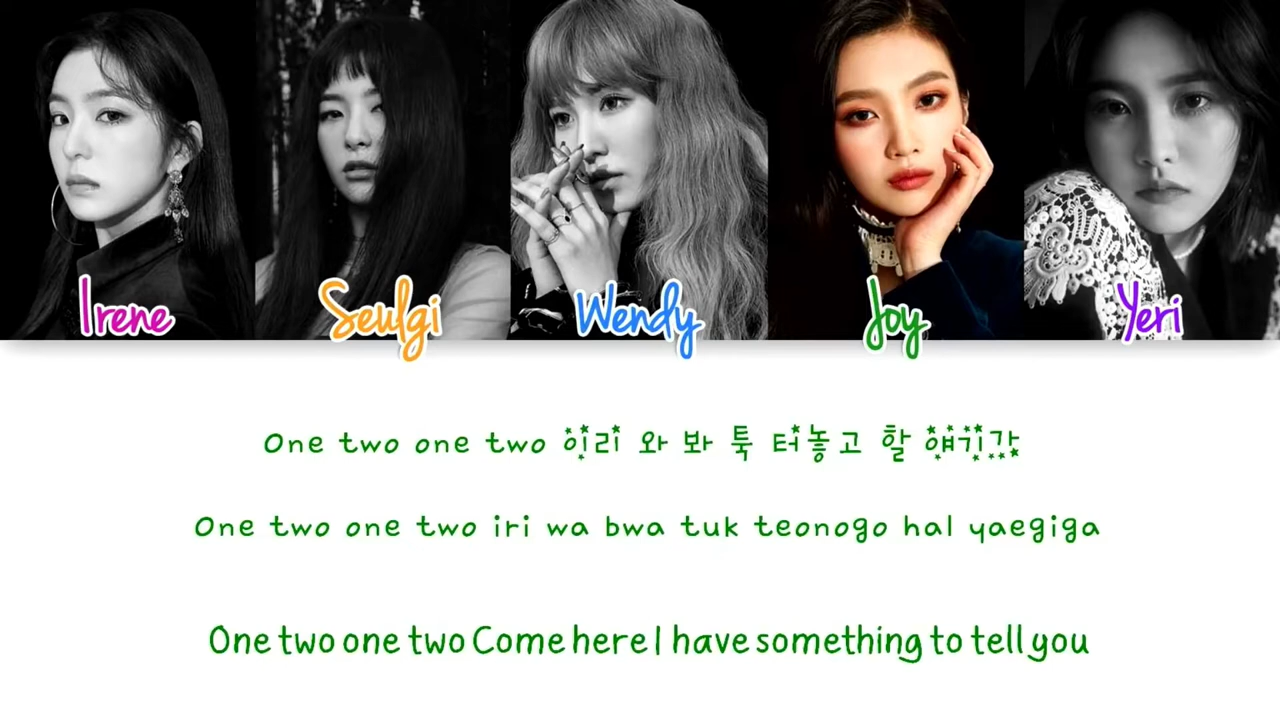 Irene Seulgi Wendy Joy Yeri
One two one two 이리 와 봐 툭 터놓고 할 얘기가
One two one two iri wa bwa tuk teonogo hal yaegiga
One two one two Come here I have something to tell you